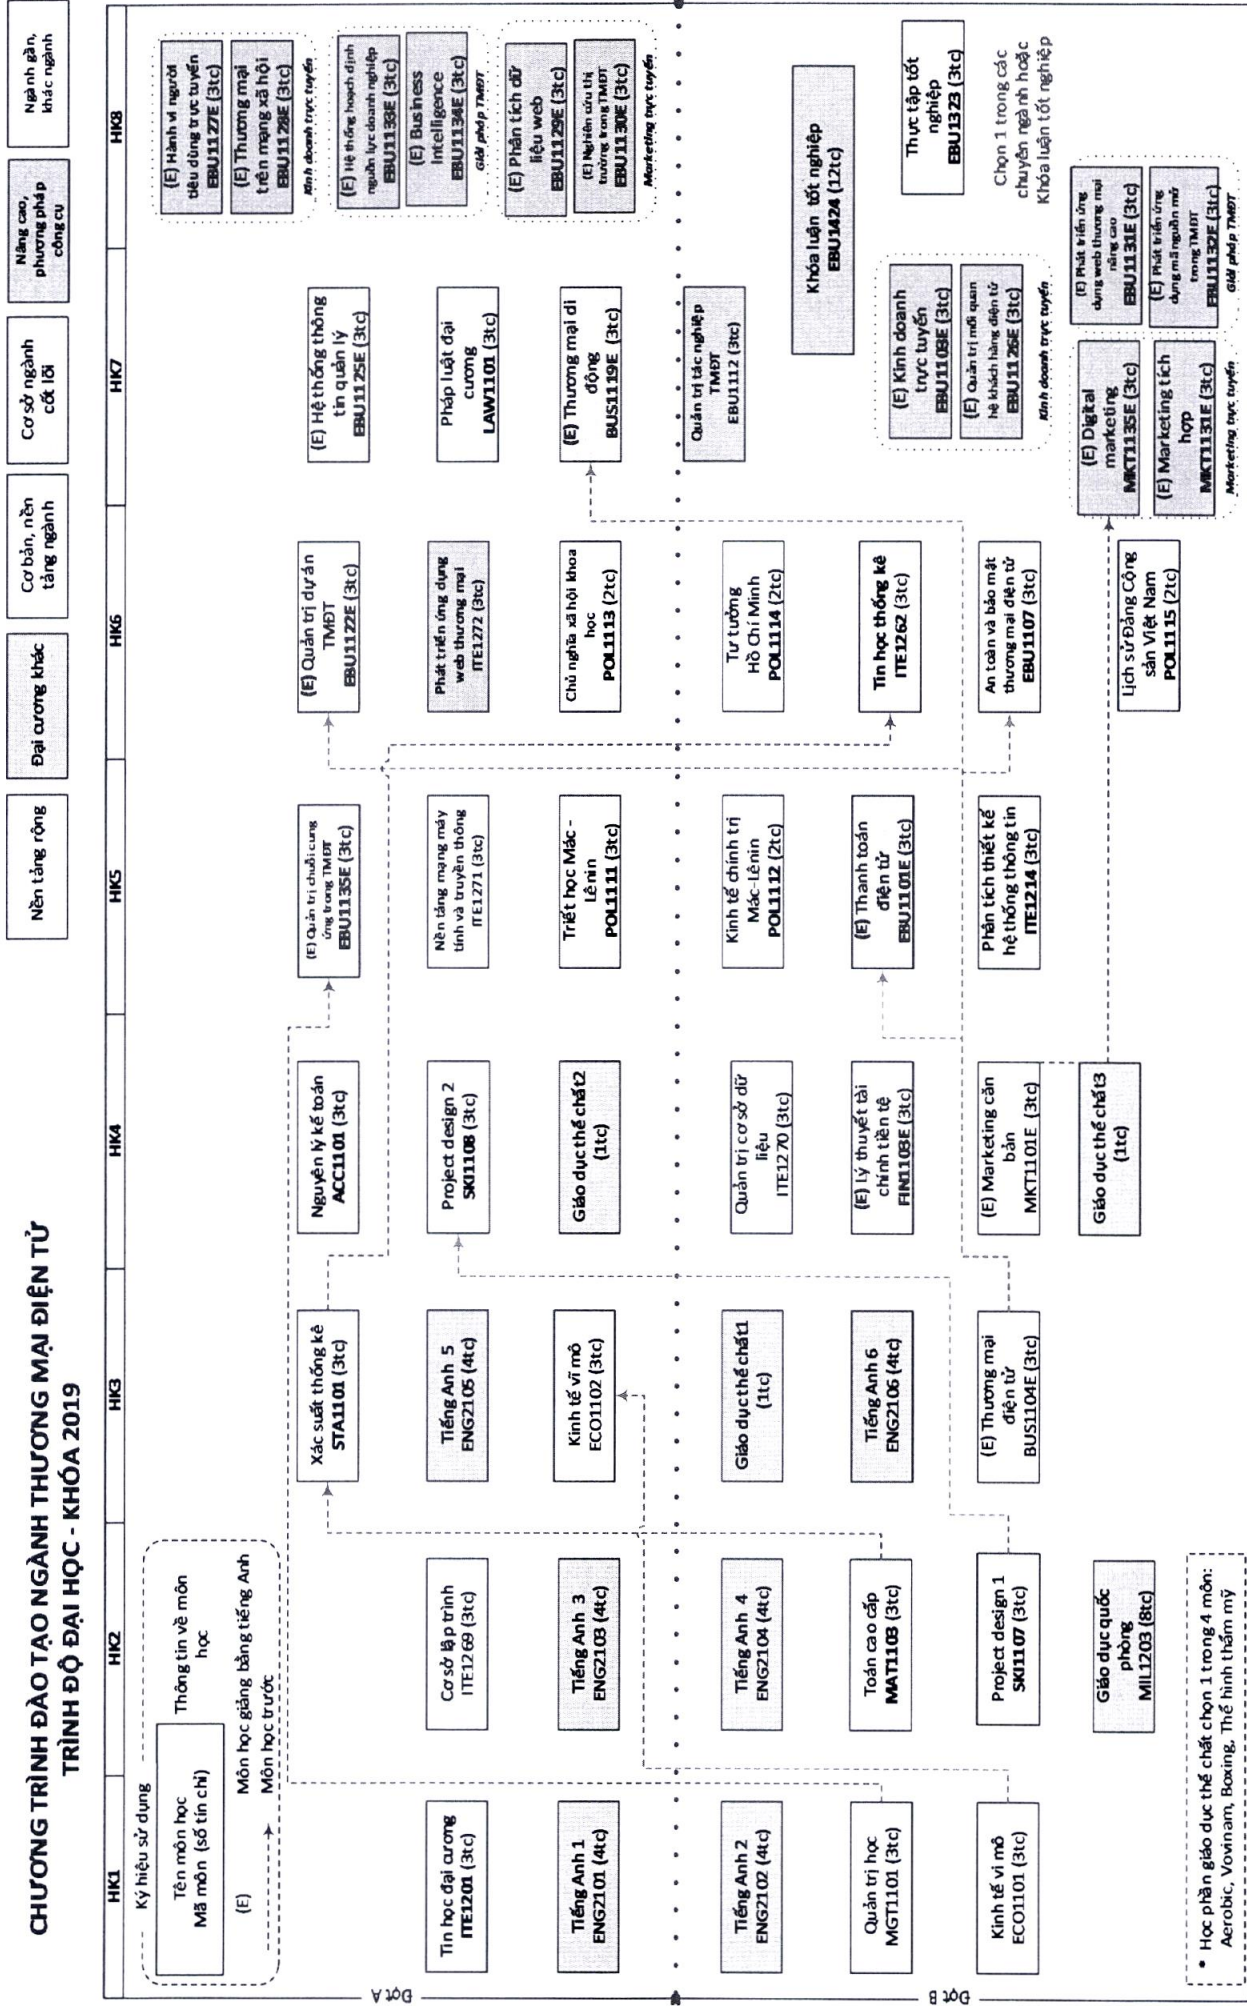 CHƯƠNG TRÌNH ĐÀO TẠO NGÀNH THƯƠNG MẠI ĐIỆN TỬ
TRÌNH ĐỘ ĐẠI HỌC - KHÓA 2019
Nền tảng rộng
Đại cương khác
Cơ bản, nền
tảng ngành
Cơ sở ngành
cốt lõi
Nâng cao,
phương pháp
công cụ
Ngành gần,
khác ngành
HK1
HK2
HK3
HK4
HK5
HK6
HK7
HK8
Ký hiệu sử dụng
Tên môn học
Mã môn (số tín chỉ)
Thông tin về môn
học
(E)
Môn học giảng bằng tiếng Anh
Môn học trước
Đợt A
Đợt B
Tin học đại cương
ITE1201 (3tc)
Tiếng Anh 1
ENG2101 (4tc)
Tiếng Anh 2
ENG2102 (4tc)
Quản trị học
MGT1101 (3tc)
Kinh tế vi mô
ECO1101 (3tc)
Cơ sở lập trình
ITE1269 (3tc)
Tiếng Anh 3
ENG2103 (4tc)
Tiếng Anh 4
ENG2104 (4tc)
Toán cao cấp
MAT1103 (3tc)
Project design 1
SKI1107 (3tc)
Giáo dục quốc
phòng
MIL1203 (8tc)
Xác suất thống kê
STA1101 (3tc)
Tiếng Anh 5
ENG2105 (4tc)
Kinh tế vĩ mô
ECO1102 (3tc)
Giáo dục thể chất1
(1tc)
Tiếng Anh 6
ENG2106 (4tc)
(E) Thương mại
điện tử
BUS1104E (3tc)
Nguyên lý kế toán
ACC1101 (3tc)
Project design 2
SKI1108 (3tc)
Giáo dục thể chất2
(1tc)
Quản trị cơ sở dữ
liệu
ITE1270 (3tc)
(E) Lý thuyết tài
chính tiền tệ
FIN1103E (3tc)
(E) Marketing căn
bản
MKT1101E (3tc)
Giáo dục thể chất3
(1tc)
(E) Quản trị chuỗi cung
ứng trong TMĐT
EBU1135E (3tc)
Nền tảng mạng máy
tính và truyền thông
ITE1271 (3tc)
Triết học Mác -
Lênin
POL1111 (3tc)
Kinh tế chính trị
Mác-Lênin
POL1112 (2tc)
(E) Thanh toán
điện tử
EBU1101E (3tc)
Phân tích thiết kế
hệ thống thông tin
ITE1214 (3tc)
(E) Quản trị dự án
TMĐT
EBU1122E (3tc)
Phát triển ứng dụng
web thương mại
ITE1272 (3tc)
Chủ nghĩa xã hội khoa
học
POL1113 (2tc)
Tư tưởng
Hồ Chí Minh
POL1114 (2tc)
Tin học thống kê
ITE1262 (3tc)
An toàn và bảo mật
thương mại điện tử
EBU1107 (3tc)
Lịch sử Đảng Cộng
sản Việt Nam
POL1115 (2tc)
(E) Hệ thống thông
tin quản lý
EBU1125E (3tc)
Pháp luật đại
cương
LAW1101 (3tc)
(E) Thương mại di
động
BUS1119E (3tc)
Quản trị tác nghiệp
TMĐT
EBU1112 (3tc)
(E) Kinh doanh
trực tuyến
EBU1108E (3tc)
(E) Quản trị mối quan
hệ khách hàng điện tử
EBU1126E (3tc)
Kinh doanh trực tuyến
(E) Digital
marketing
MKT1135E (3tc)
(E) Marketing tích
hợp
MKT1131E (3tc)
Marketing trực tuyến
(E) Phát triển ứng
dụng web thương mại
nâng cao
EBU1131E (3tc)
(E) Phát triển ứng
dụng mã nguồn mở
trong TMĐT
EBU1132E (3tc)
Giải pháp TMĐT
(E) Hành vi người
tiêu dùng trực tuyến
EBU1127E (3tc)
(E) Thương mại
trên mạng xã hội
EBU1128E (3tc)
Kinh doanh trực tuyến
(E) Hệ thống hoạch định
nguồn lực doanh nghiệp
EBU1133E (3tc)
(E) Business
Intelligence
EBU1134E (3tc)
Giải pháp TMĐT
(E) Phân tích dữ
liệu web
EBU1129E (3tc)
(E) Nghiên cứu thị
trường trong TMĐT
EBU1130E (3tc)
Marketing trực tuyến
Khóa luận tốt nghiệp
EBU1424 (12tc)
Thực tập tốt
nghiệp
EBU1323 (3tc)
Chọn 1 trong các
chuyên ngành hoặc
Khóa luận tốt nghiệp
* Học phần giáo dục thể chất chọn 1 trong 4 môn:
Aerobic, Vovinam, Boxing, Thể hình thẩm mỹ